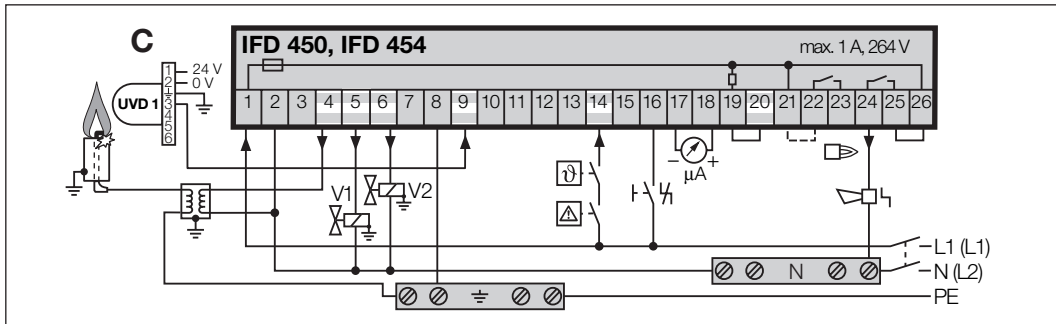 C
IFD 450, IFD 454
max. 1 A, 264 V
1 24 V
2 0 V
3
4
5
6
UVD 1
1 2 3 4 5 6 7 8 9 10 11 12 13 14 15 16 17 18 19 20 21 22 23 24 25 26
− +
µA
ϑ
V1
V2
L1 (L1)
N
N (L2)
PE